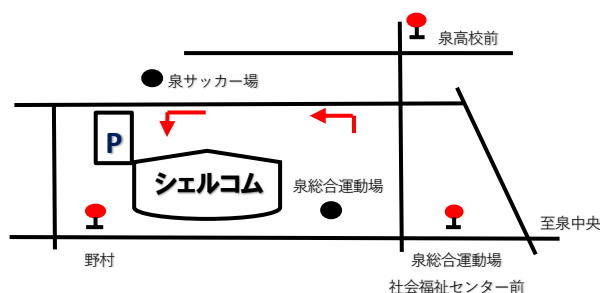 泉高校前
泉サッカー場
P
シェルコム
泉総合運動場
至泉中央
野村
泉総合運動場
社会福祉センター前